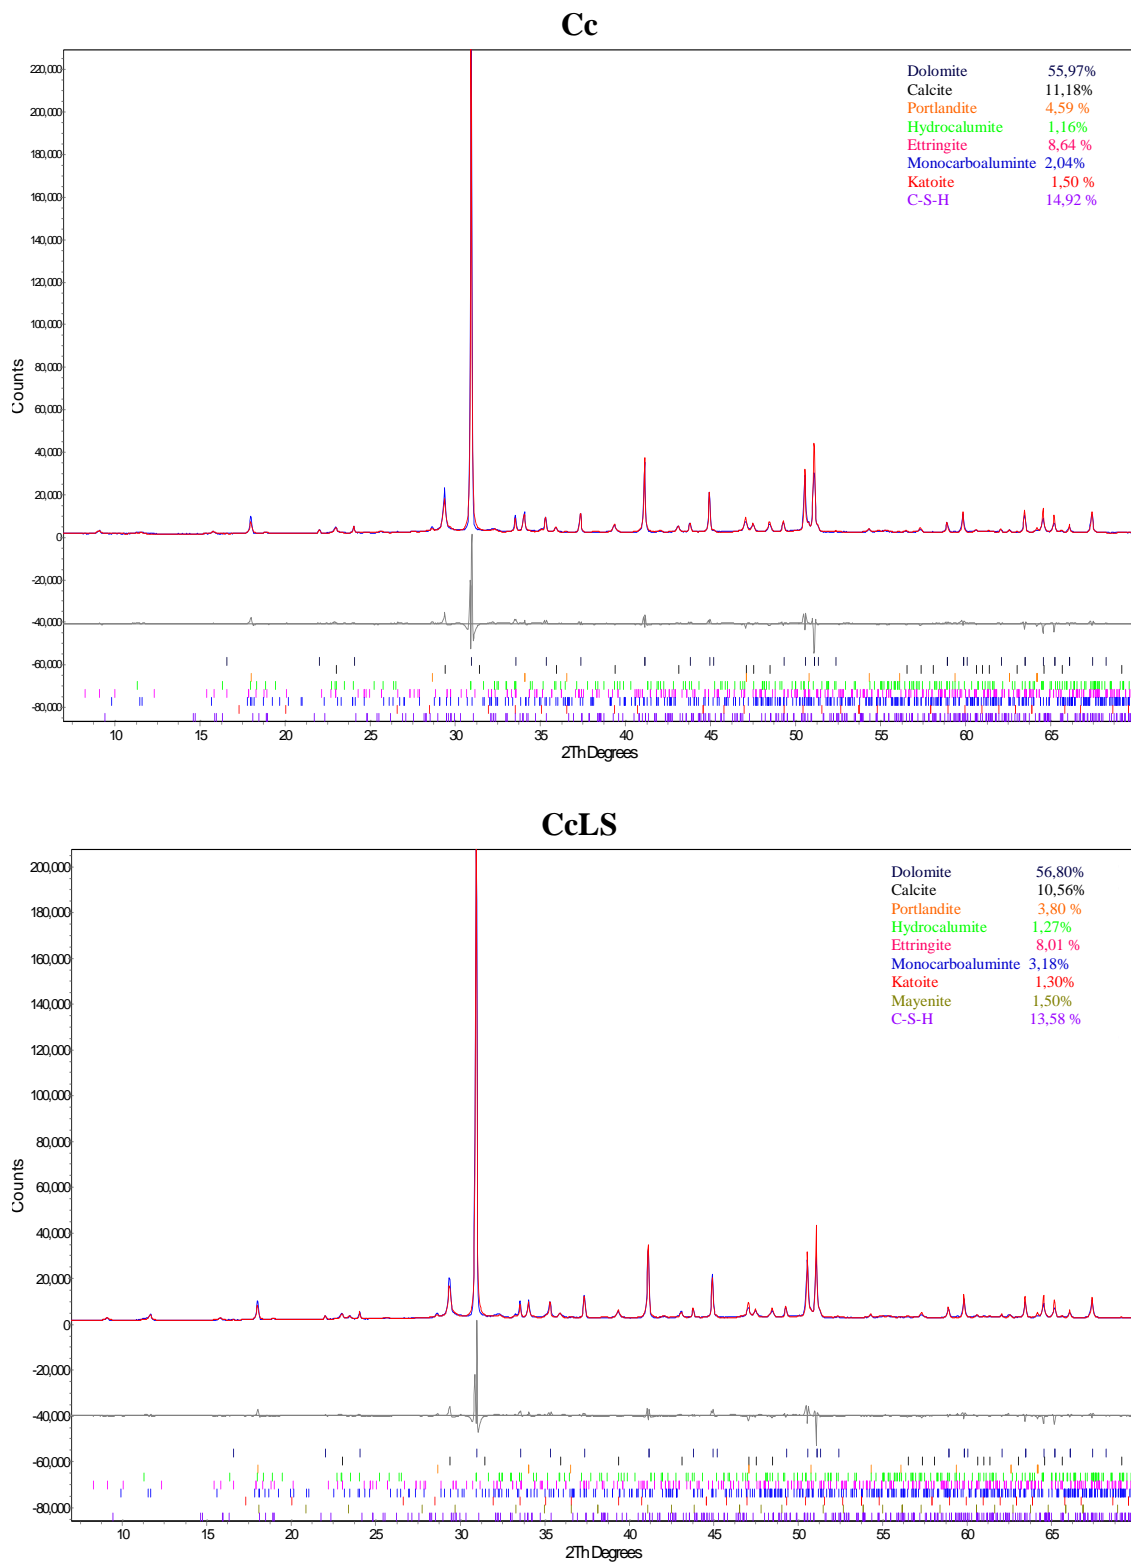 Cc
Dolomite 55,97%
Calcite 11,18%
Portlandite 4,59 %
Hydrocalumite 1,16%
Ettringite 8,64 %
Monocarboaluminte 2,04%
Katoite 1,50 %
C-S-H 14,92 %
220,000
200,000
180,000
160,000
140,000
120,000
100,000
80,000
60,000
40,000
20,000
0
-20,000
-40,000
-60,000
-80,000
Counts
10 15 20 25 30 35 40 45 50 55 60 65
2Th Degrees
CcLS
Dolomite 56,80%
Calcite 10,56%
Portlandite 3,80 %
Hydrocalumite 1,27%
Ettringite 8,01 %
Monocarboaluminte 3,18%
Katoite 1,30%
Mayenite 1,50%
C-S-H 13,58 %
200,000
180,000
160,000
140,000
120,000
100,000
80,000
60,000
40,000
20,000
0
-20,000
-40,000
-60,000
-80,000
Counts
10 15 20 25 30 35 40 45 50 55 60 65
2Th Degrees